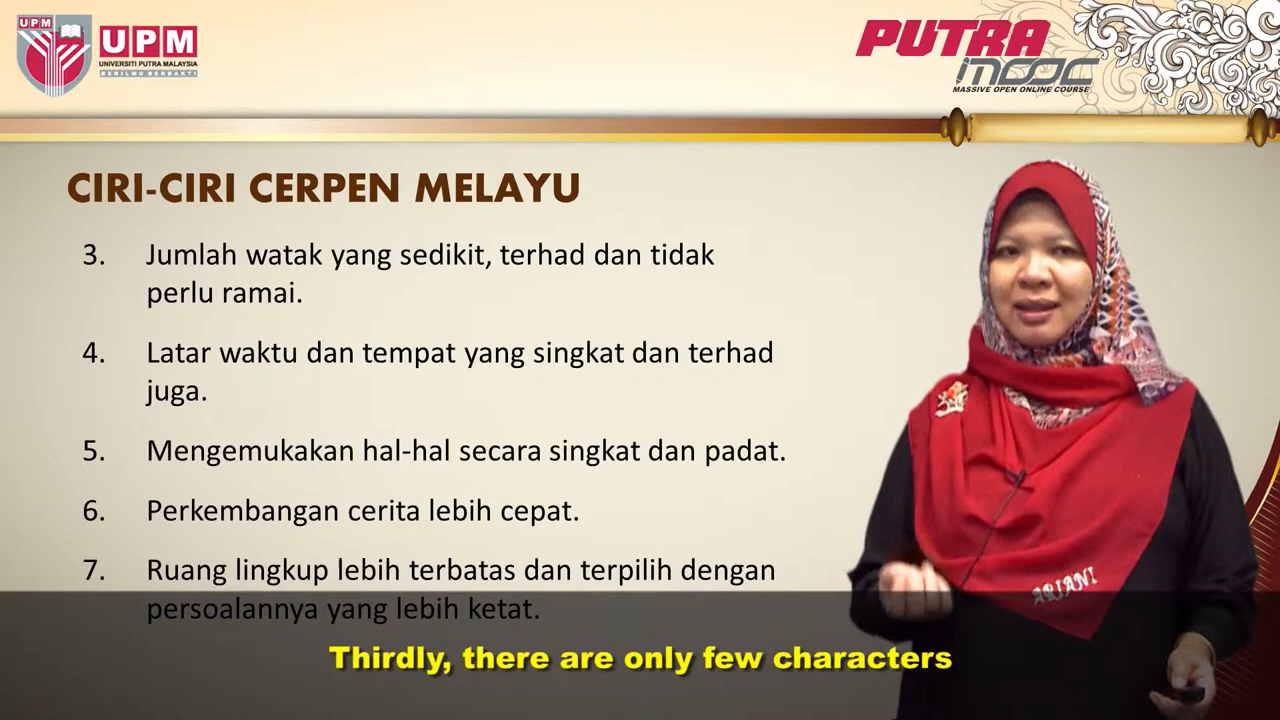 UPM
UPM
UNIVERSITI PUTRA MALAYSIA
BERILMU BERBAKTI
PUTRA
MOOC
MASSIVE OPEN ONLINE COURSE
CIRI-CIRI CERPEN MELAYU
3. Jumlah watak yang sedikit, terhad dan tidak
perlu ramai.
4. Latar waktu dan tempat yang singkat dan terhad
juga.
5. Mengemukakan hal-hal secara singkat dan padat.
6. Perkembangan cerita lebih cepat.
7. Ruang lingkup lebih terbatas dan terpilih dengan
persoalannya yang lebih ketat.
ARIANI
Thirdly, there are only few characters